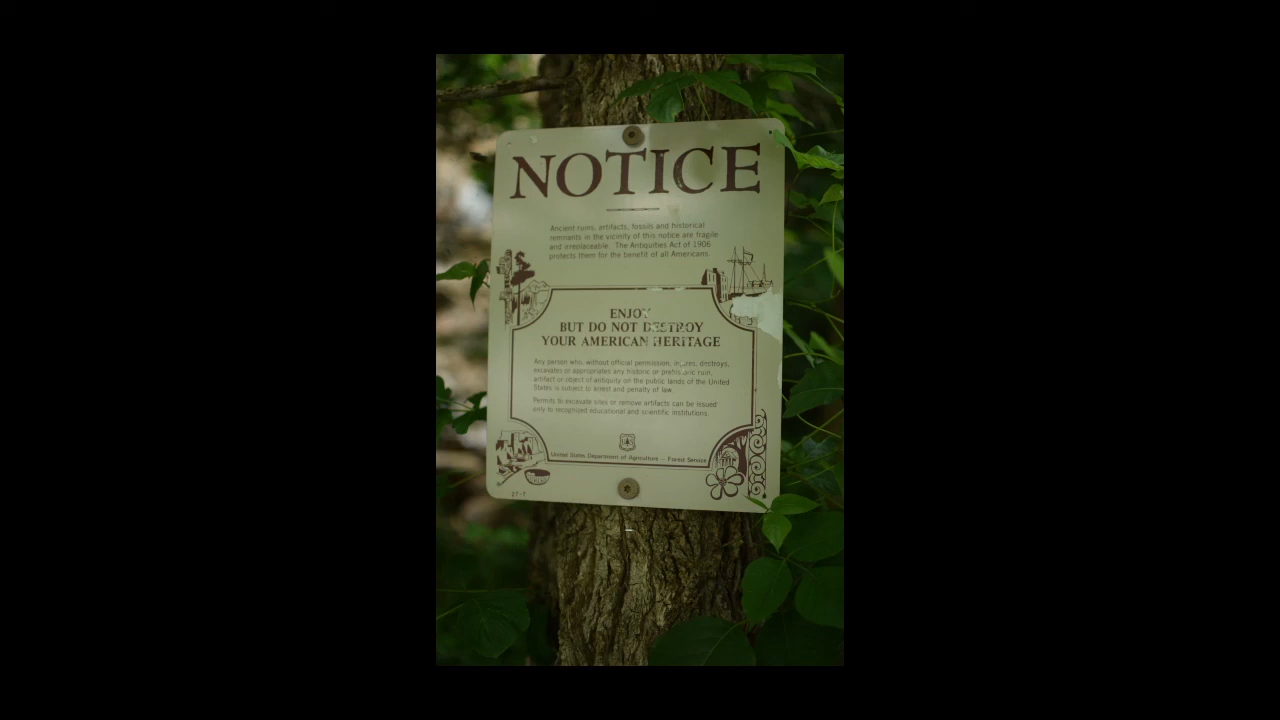 NOTICE
Ancient ruins, artifacts, fossils and historical
remnants in the vicinity of this notice are fragile
and irreplaceable. The Antiquities Act of 1906
protects them for the benefit of all Americans.
ENJOY
BUT DO NOT DESTROY
YOUR AMERICAN HERITAGE
Any person who, without official permission, injures, destroys,
excavates or appropriates any historic or prehistoric ruin,
artifact or object of antiquity on the public lands of the United
States is subject to arrest and penalty of law.
Permits to excavate sites or remove artifacts can be issued
only to recognized educational and scientific institutions.
United States Department of Agriculture – Forest Service
27-7